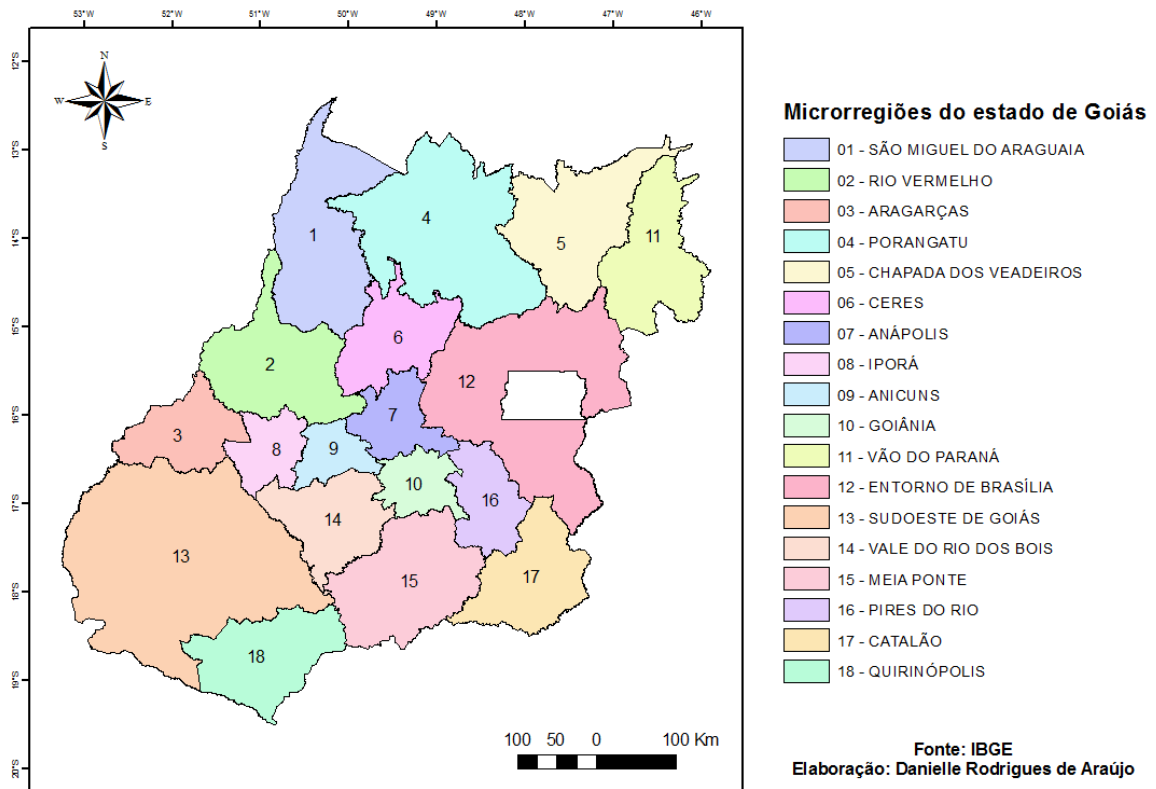 53°W 52°W 51°W 50°W 49°W 48°W 47°W 46°W
12°S
13°S
14°S
15°S
16°S
17°S
18°S
19°S
20°S
N
W E
S
1
4
5
11
2
6
12
3
7
8
9
10
16
14
13
15
17
18
100 50 0 100 Km
Microrregiões do estado de Goiás
01 - SÃO MIGUEL DO ARAGUAIA
02 - RIO VERMELHO
03 - ARAGARÇAS
04 - PORANGATU
05 - CHAPADA DOS VEADEIROS
06 - CERES
07 - ANÁPOLIS
08 - IPORÁ
09 - ANICUNS
10 - GOIÂNIA
11 - VÃO DO PARANÁ
12 - ENTORNO DE BRASÍLIA
13 - SUDOESTE DE GOIÁS
14 - VALE DO RIO DOS BOIS
15 - MEIA PONTE
16 - PIRES DO RIO
17 - CATALÃO
18 - QUIRINÓPOLIS
Fonte: IBGE
Elaboração: Danielle Rodrigues de Araújo